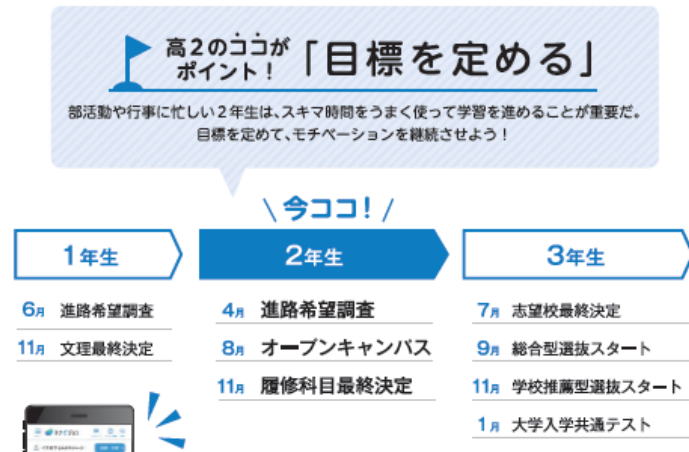 高2のココが
ポイント！
「目標を定める」
部活動や行事に忙しい2年生は、スキマ時間をうまく使って学習を進めることが重要だ。
目標を定めて、モチベーションを継続させよう！
\ 今ココ！ /
1年生
6月 進路希望調査
11月 文理最終決定
2年生
4月 進路希望調査
8月 オープンキャンパス
11月 履修科目最終決定
3年生
7月 志望校最終決定
9月 総合型選抜スタート
11月 学校推薦型選抜スタート
1月 大学入学共通テスト